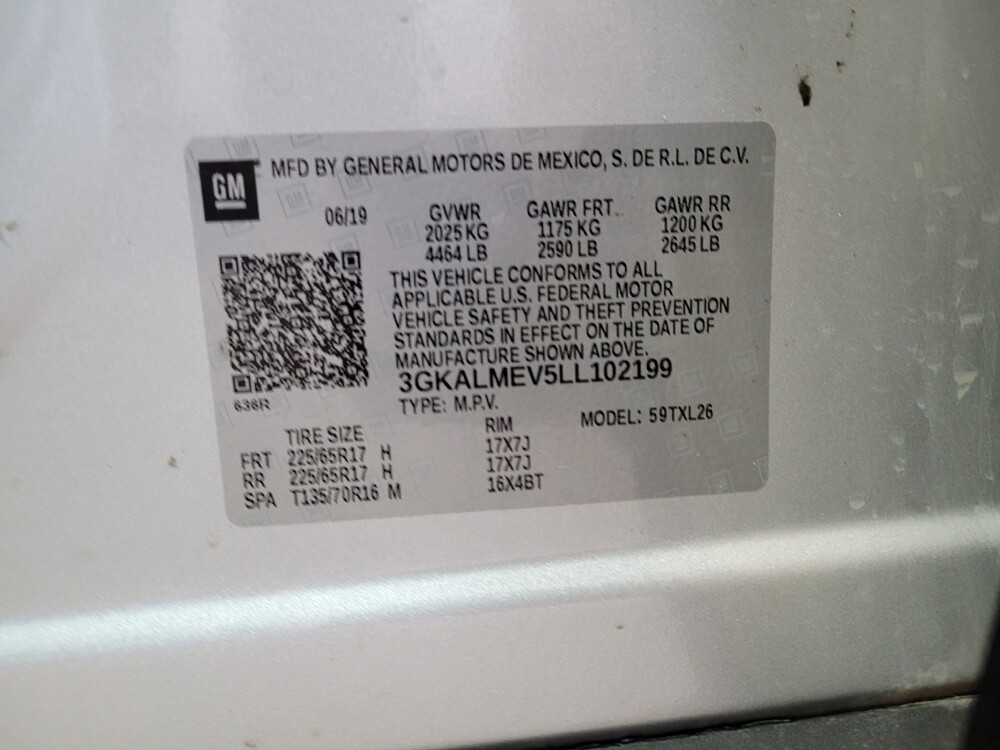 GM
MFD BY GENERAL MOTORS DE MEXICO, S. DE R.L. DE C.V.
06/19 GVWR GAWR FRT. GAWR RR
2025 KG 1175 KG 1200 KG
4464 LB 2590 LB 2645 LB
THIS VEHICLE CONFORMS TO ALL
APPLICABLE U.S. FEDERAL MOTOR
VEHICLE SAFETY AND THEFT PREVENTION
STANDARDS IN EFFECT ON THE DATE OF
MANUFACTURE SHOWN ABOVE.
3GKALMEV5LL102199
636R
TYPE: M.P.V. MODEL: 59TXL26
TIRE SIZE RIM
FRT 225/65R17 H 17X7J
RR 225/65R17 H 17X7J
SPA T135/70R16 M 16X4BT